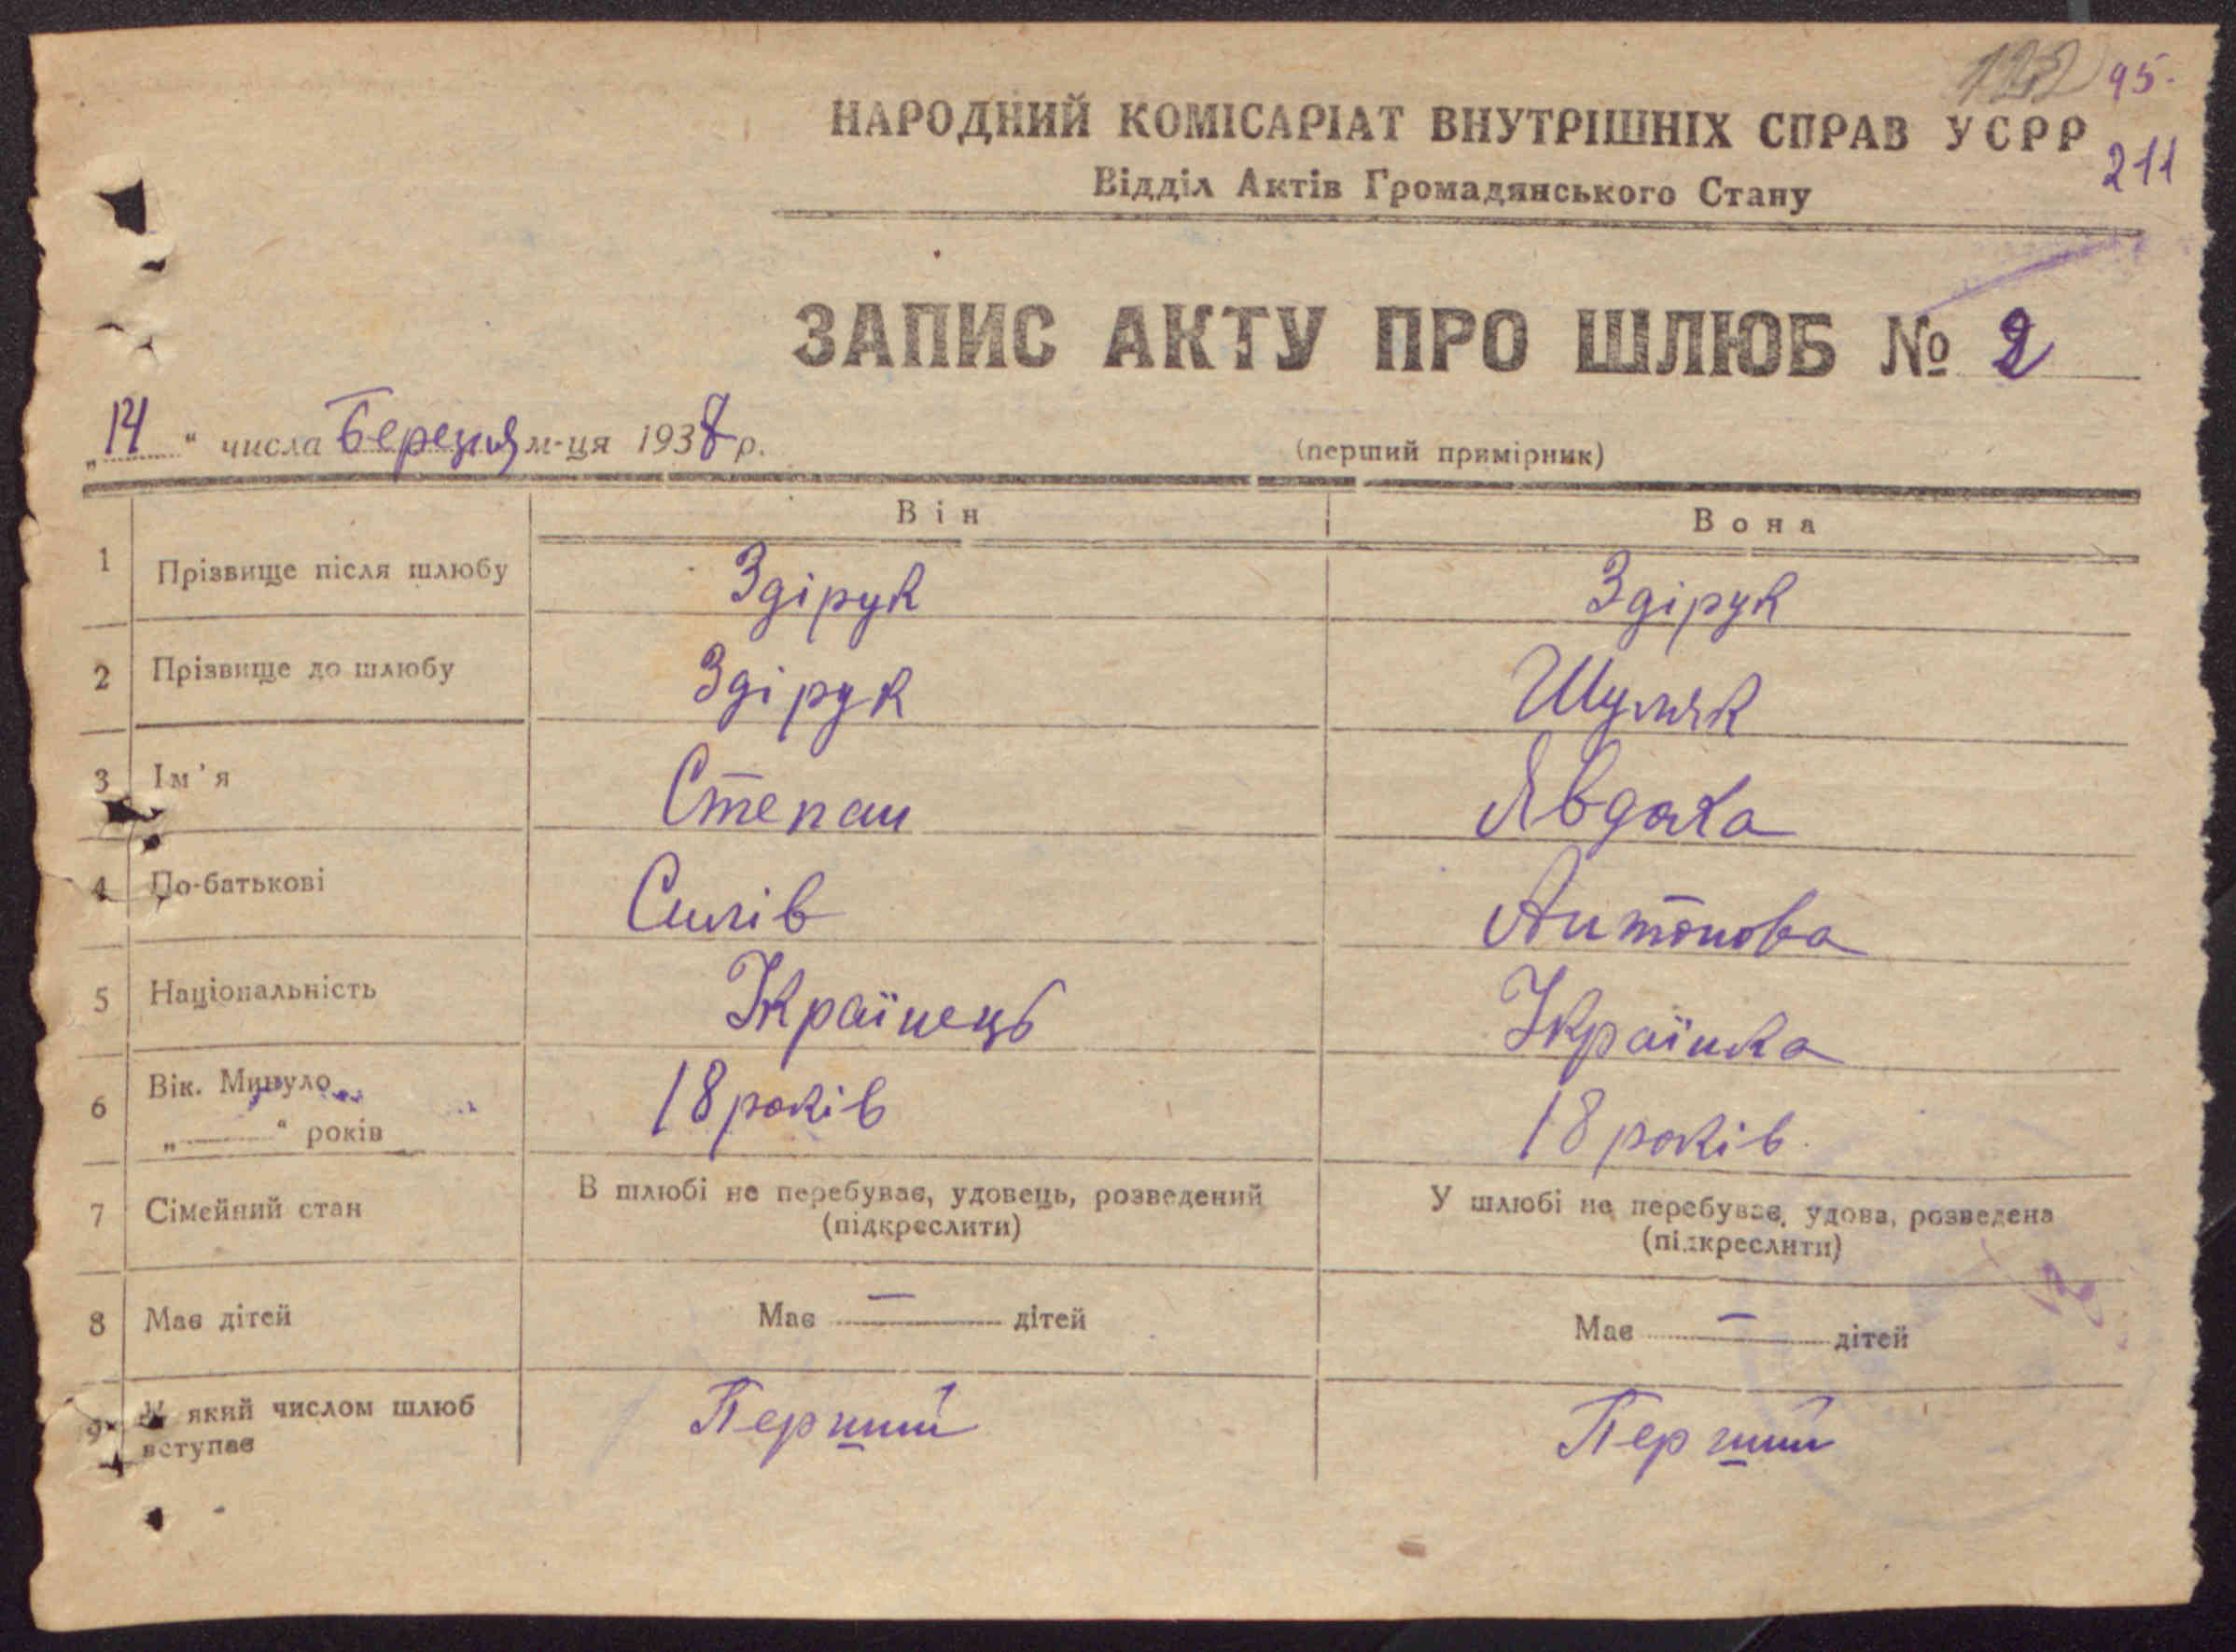 122 95.
НАРОДНИЙ КОМІСАРІАТ ВНУТРІШНІХ СПРАВ УСРР
211
Відділ Актів Громадянського Стану
ЗАПИС АКТУ ПРО ШЛЮБ № 2
„14“ числа Березня м-ця 1938 р.
(перший примірник)
Він Вона
1 Прізвище після шлюбу Здірук Здірук
2 Прізвище до шлюбу Здірук Шуляк
3 Ім'я Степан Явдоха
4 По-батькові Силів Антонова
5 Національність Українець Українка
6 Вік. Минуло „——“ років 18 років 18 років
7 Сімейний стан В шлюбі не перебуває, удовець, розведений У шлюбі не перебуває, удова, розведена
(підкреслити) (підкреслити)
8 Має дітей Має — дітей Має — дітей
9 У який числом шлюб Перший Перший
вступає